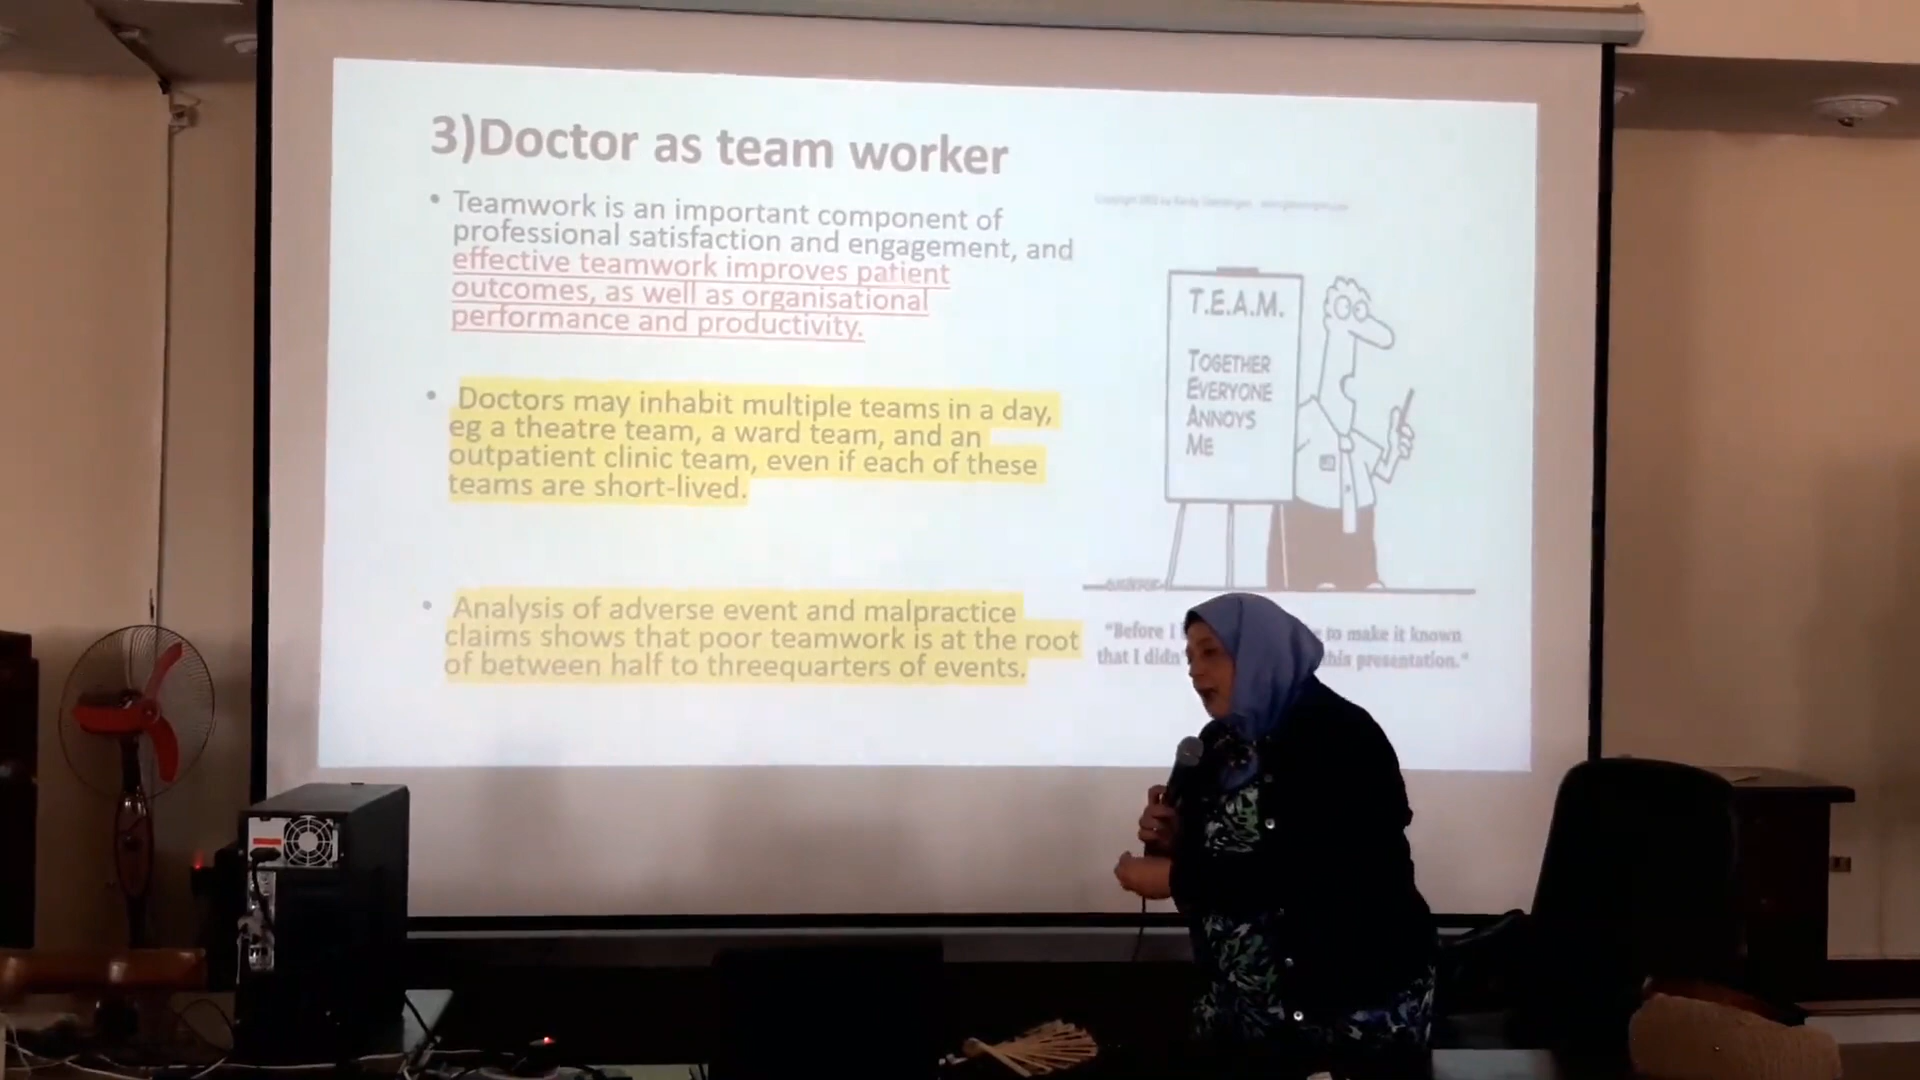 3)Doctor as team worker
• Teamwork is an important component of
professional satisfaction and engagement, and
effective teamwork improves patient
outcomes, as well as organisational
performance and productivity.
• Doctors may inhabit multiple teams in a day,
eg a theatre team, a ward team, and an
outpatient clinic team, even if each of these
teams are short-lived.
• Analysis of adverse event and malpractice
claims shows that poor teamwork is at the root
of between half to threequarters of events.
T.E.A.M.
TOGETHER
EVERYONE
ANNOYS
ME
"Before I to make it known
that I didn' this presentation."